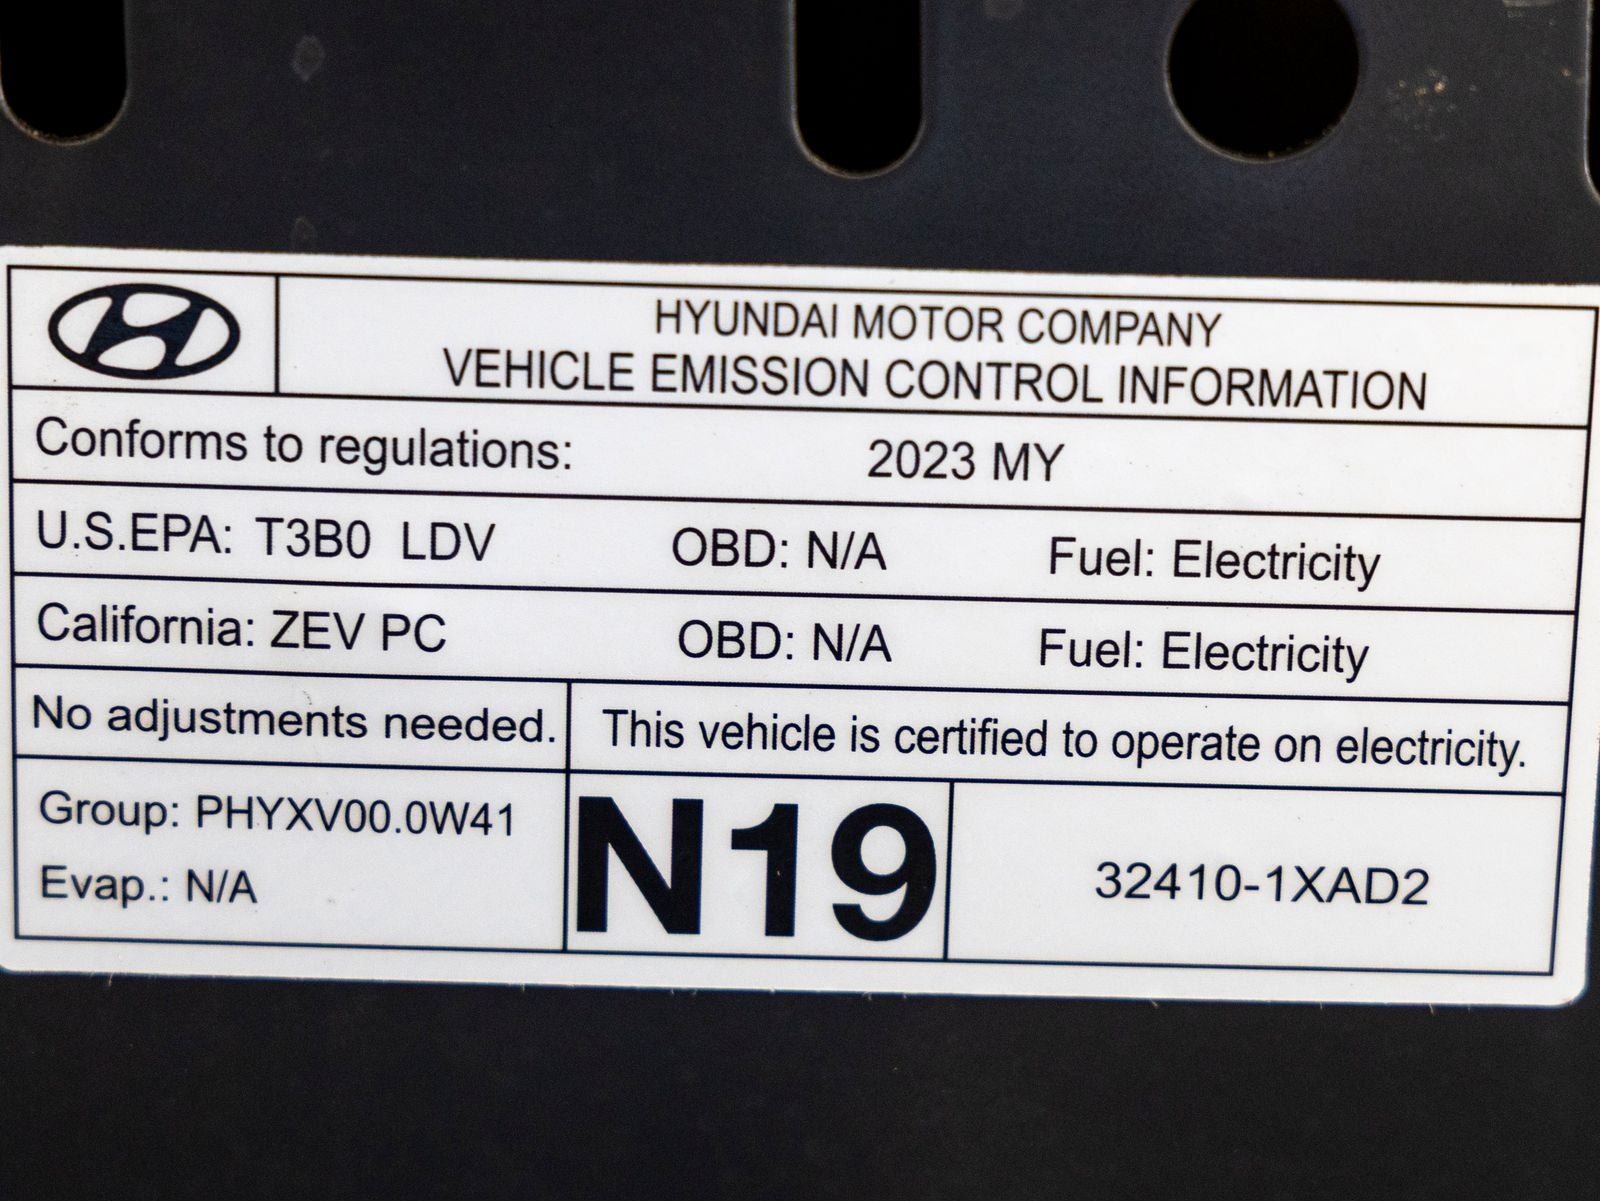 HYUNDAI MOTOR COMPANY
VEHICLE EMISSION CONTROL INFORMATION
Conforms to regulations: 2023 MY
U.S.EPA: T3B0 LDV OBD: N/A Fuel: Electricity
California: ZEV PC OBD: N/A Fuel: Electricity
No adjustments needed. This vehicle is certified to operate on electricity.
Group: PHYXV00.0W41
Evap.: N/A
N19
32410-1XAD2